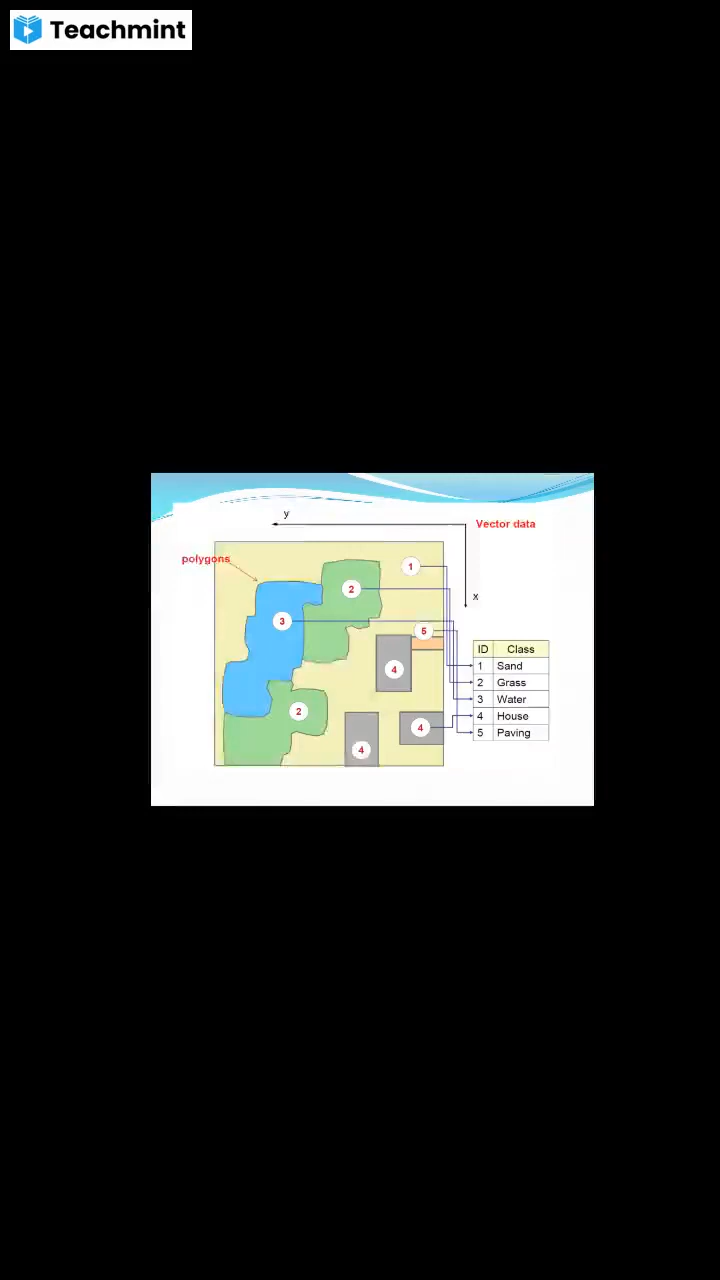 Teachmint
y
Vector data
polygons
1
2
x
3
5
4
2
4
4
ID Class
1 Sand
2 Grass
3 Water
4 House
5 Paving